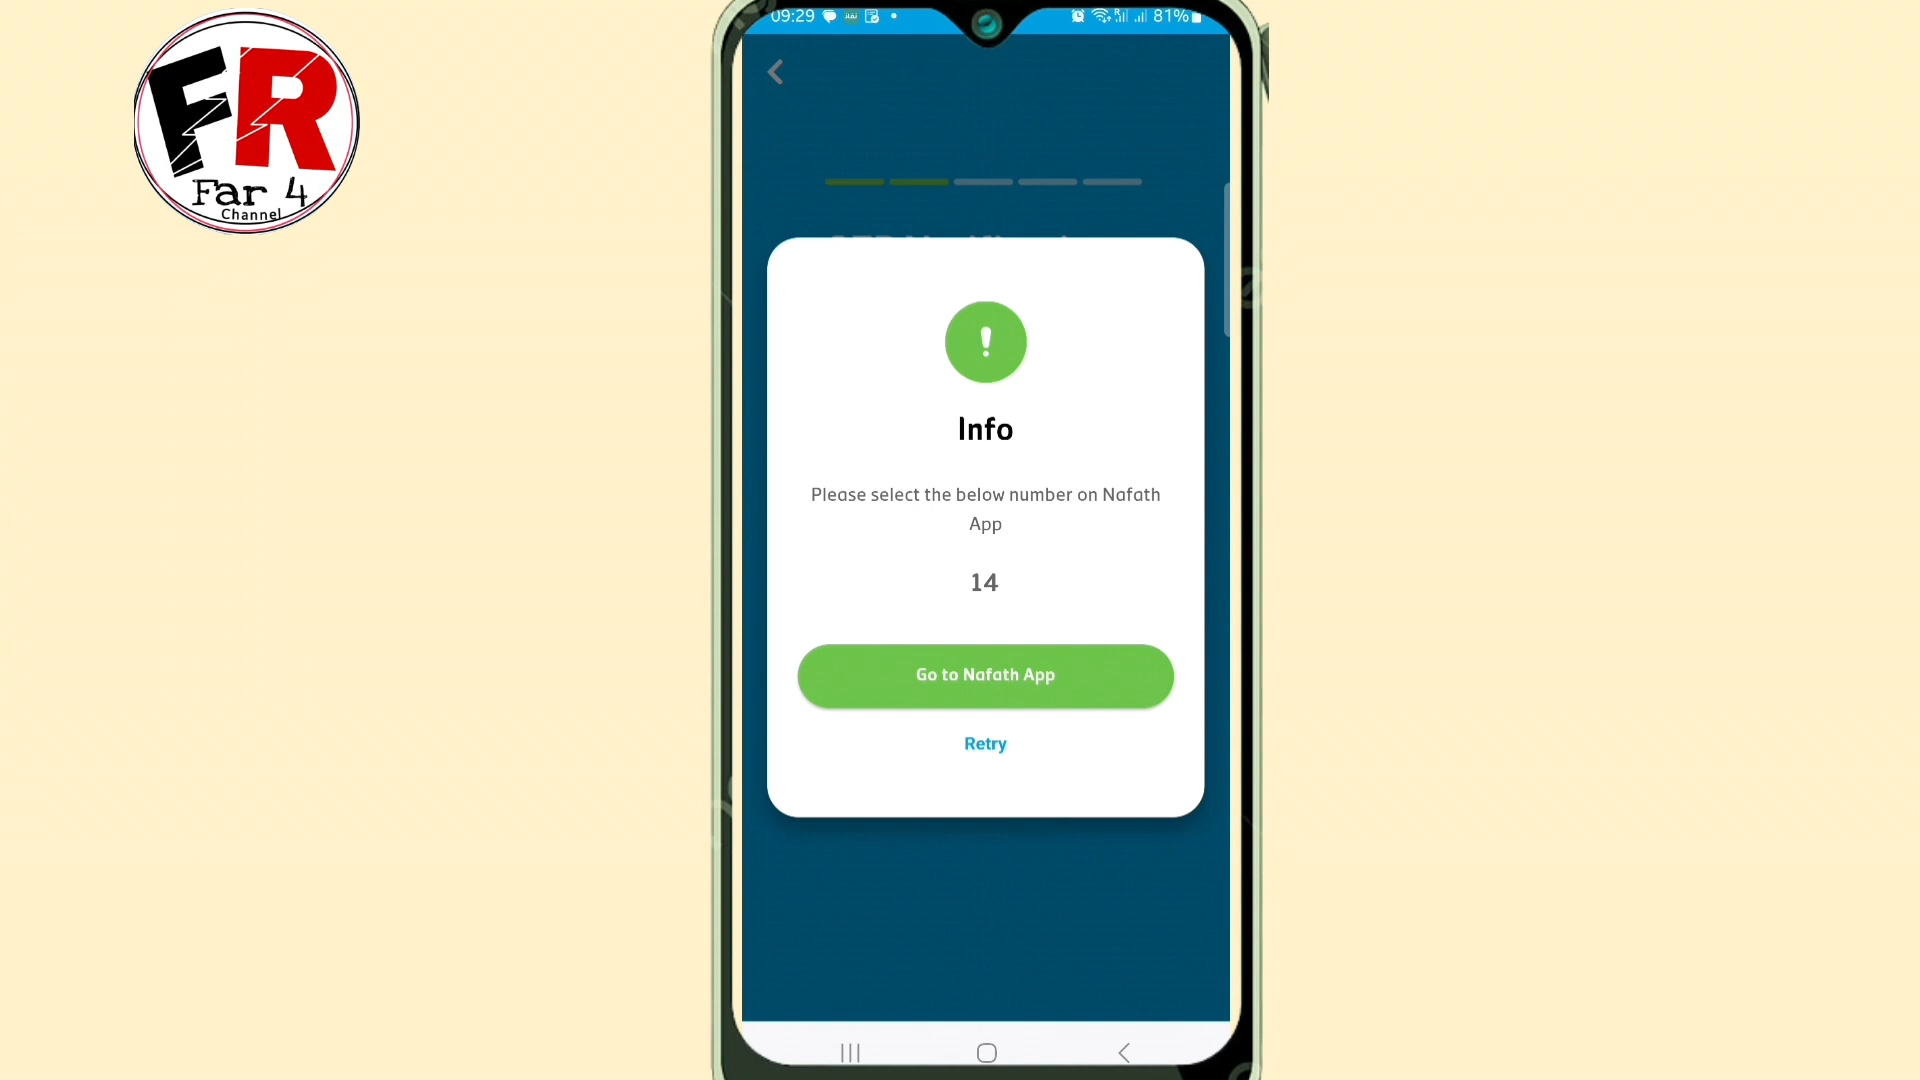 FR
Far 4
Channel
09:29
81%
Info
Please select the below number on Nafath
App
14
Go to Nafath App
Retry